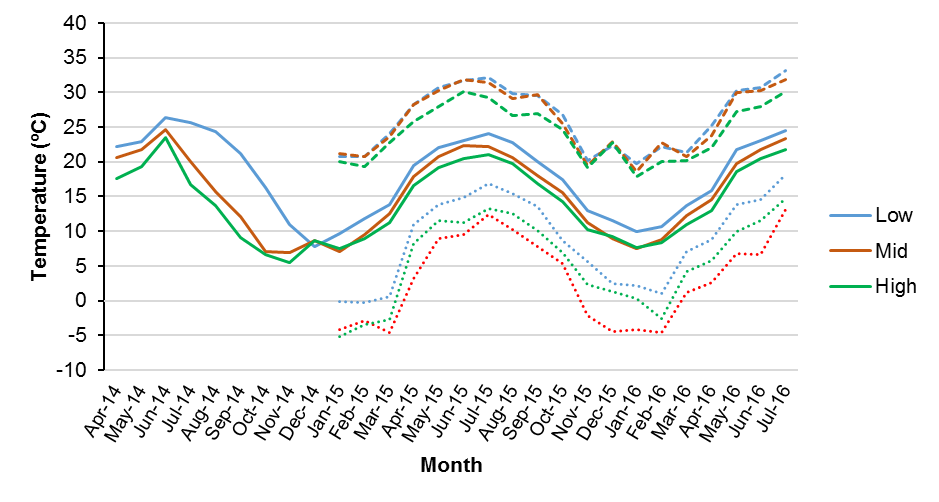 40
35
30
25
20
15
10
5
0
-5
-10
Temperature (ºC)
Apr-14
May-14
Jun-14
Jul-14
Aug-14
Sep-14
Oct-14
Nov-14
Dec-14
Jan-15
Feb-15
Mar-15
Apr-15
May-15
Jun-15
Jul-15
Aug-15
Sep-15
Oct-15
Nov-15
Dec-15
Jan-16
Feb-16
Mar-16
Apr-16
May-16
Jun-16
Jul-16
Month
Low
Mid
High